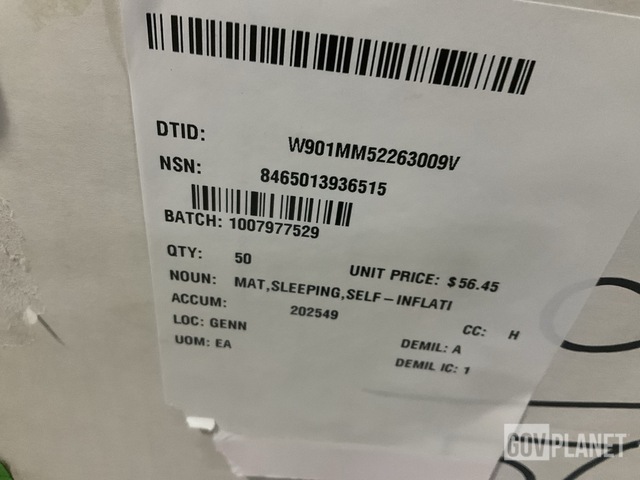 DTID: W901MM52263009V
NSN: 8465013936515
BATCH: 1007977529
QTY: 50 UNIT PRICE: $56.45
NOUN: MAT,SLEEPING,SELF-INFLATI
ACCUM: 202549
LOC: GENN CC: H
UOM: EA DEMIL: A
DEMIL IC: 1
GOVPLANET